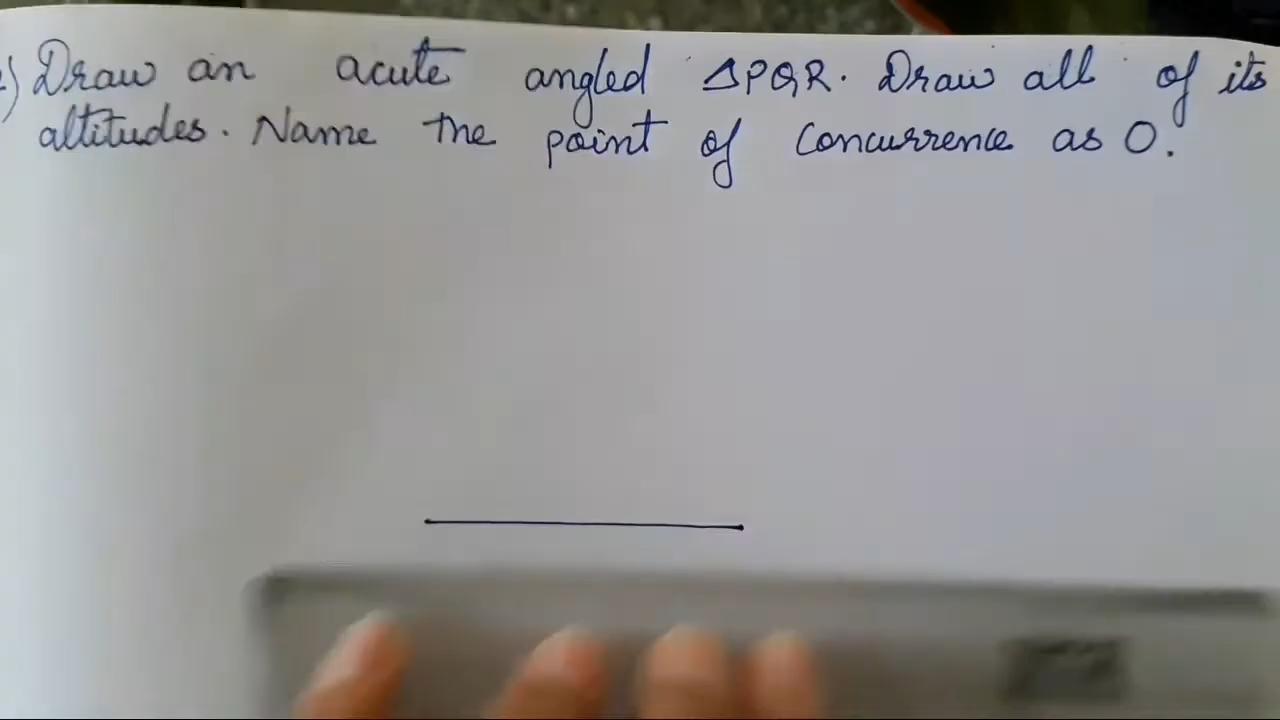 Draw an acute angled ΔPQR. Draw all of its
altitudes. Name the point of concurrence as O.